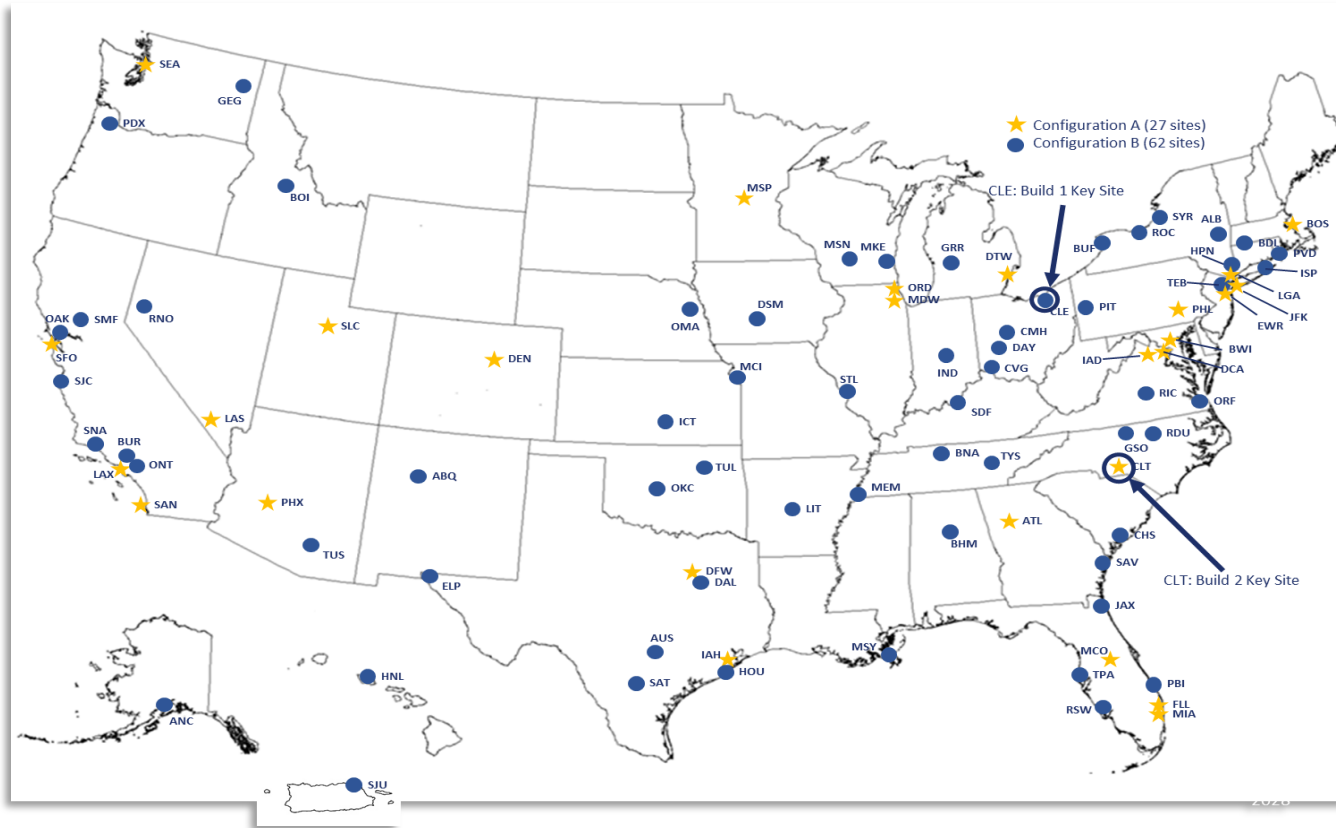 SEA
GEG
PDX
Configuration A (27 sites)
Configuration B (62 sites)
BOI
MSP
CLE: Build 1 Key Site
SYR
ALB
BOS
ROC
BUF
BDL
PVD
HPN
MSN
MKE
GRR
DTW
ISP
TEB
LGA
ORD
MDW
CLE
PIT
PHL
JFK
EWR
OAK
SMF
RNO
SLC
OMA
DSM
CMH
DAY
BWI
SFO
DEN
IND
CVG
IAD
DCA
SJC
MCI
STL
SDF
RIC
ORF
LAS
ICT
GSO
RDU
SNA
BUR
ONT
LAX
ABQ
TUL
BNA
TYS
CLT
OKC
MEM
SAN
PHX
LIT
ATL
TUS
BHM
CHS
SAV
DFW
DAL
ELP
CLT: Build 2 Key Site
JAX
AUS
IAH
HOU
MSY
MCO
TPA
HNL
SAT
PBI
RSW
FLL
MIA
ANC
SJU
2028